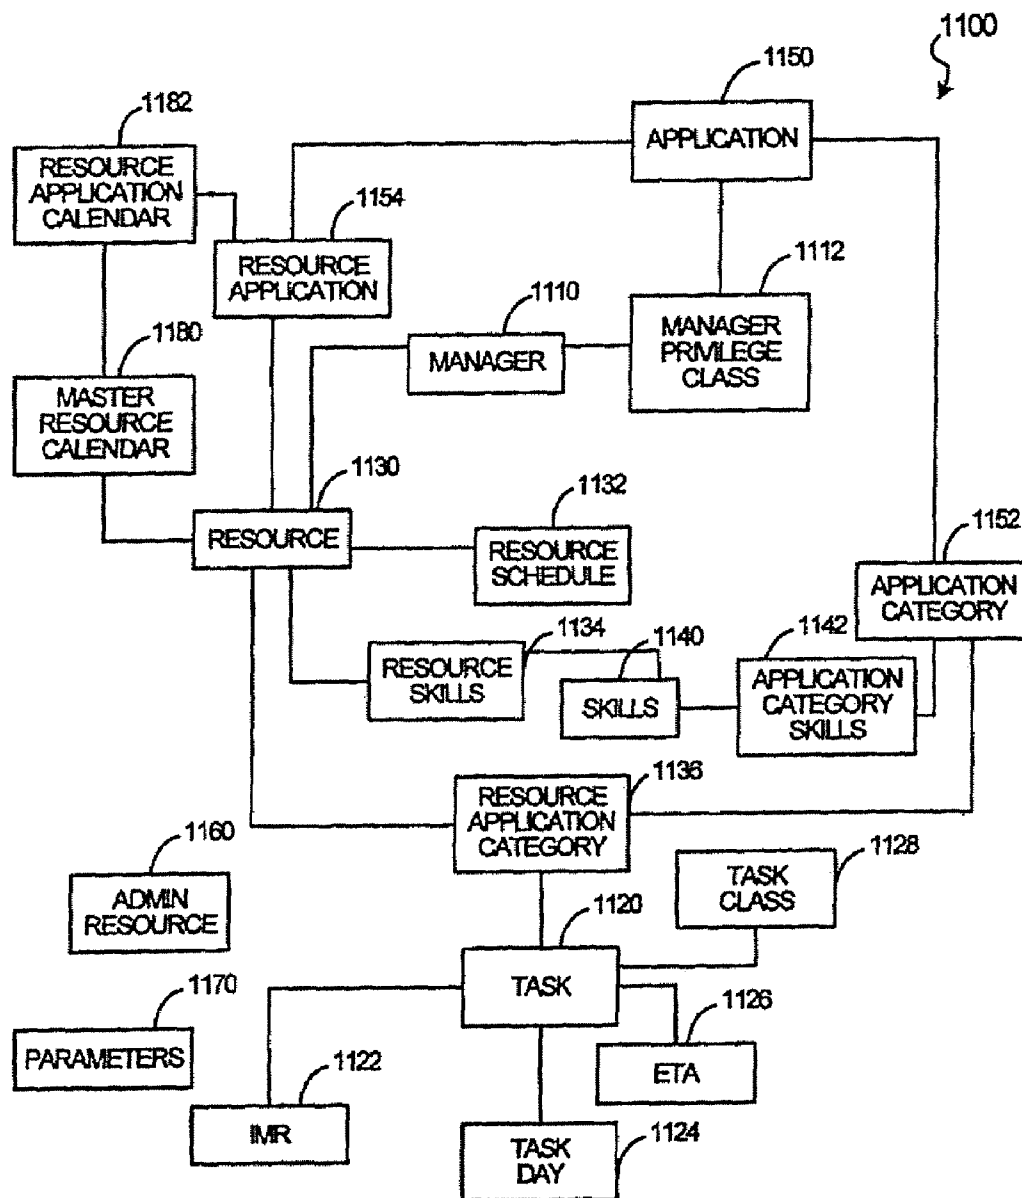 1100
1150
APPLICATION
1182
RESOURCE
APPLICATION
CALENDAR
1154
RESOURCE
APPLICATION
1112
MANAGER
PRIVILEGE
CLASS
1110
MANAGER
1180
MASTER
RESOURCE
CALENDAR
1130
RESOURCE
1132
RESOURCE
SCHEDULE
1152
APPLICATION
CATEGORY
1134
RESOURCE
SKILLS
1140
SKILLS
1142
APPLICATION
CATEGORY
SKILLS
1136
RESOURCE
APPLICATION
CATEGORY
1160
ADMIN
RESOURCE
1128
TASK
CLASS
1120
TASK
1170
PARAMETERS
1126
ETA
1122
IMR
1124
TASK
DAY